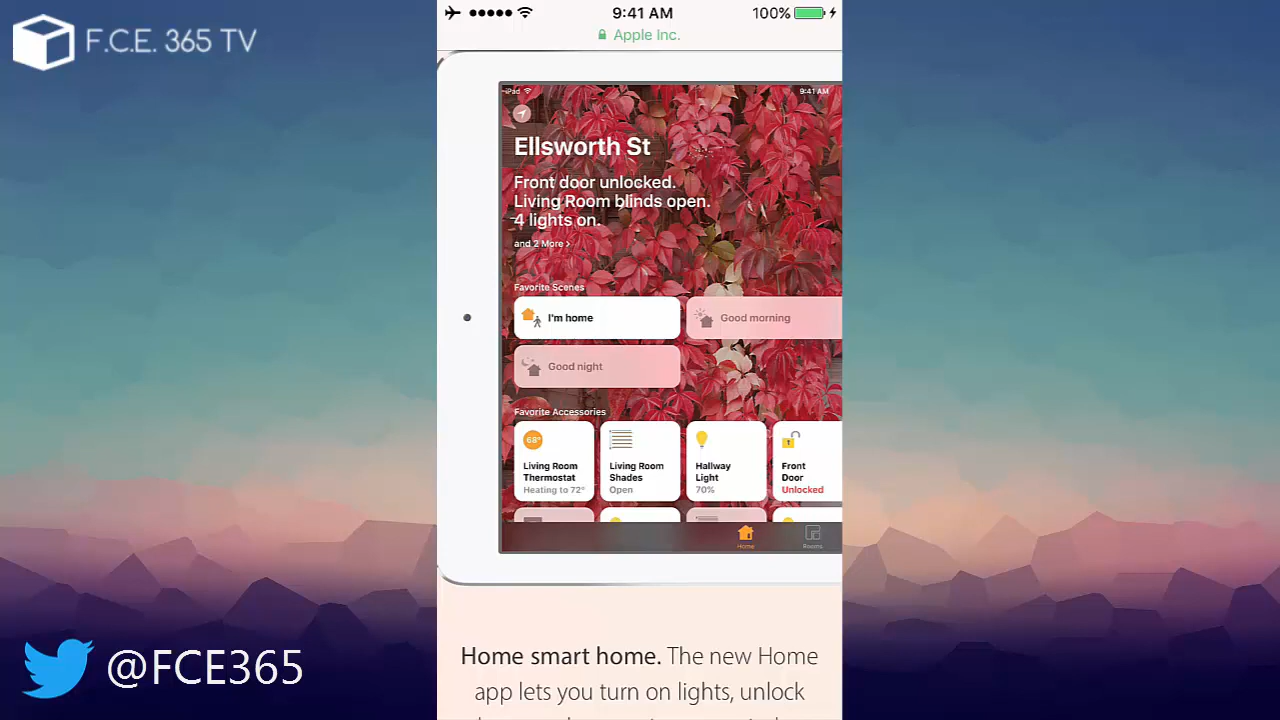 F.C.E. 365 TV
9:41 AM
100%
Apple Inc.
iPad
9:41 AM
Ellsworth St
Front door unlocked.
Living Room blinds open.
4 lights on.
and 2 More >
Favorite Scenes
I'm home
Good morning
Good night
Favorite Accessories
68°
Living Room
Thermostat
Heating to 72°
Living Room
Shades
Open
Hallway
Light
70%
Front
Door
Unlocked
Home
Rooms
Home smart home. The new Home
app lets you turn on lights, unlock
@FCE365